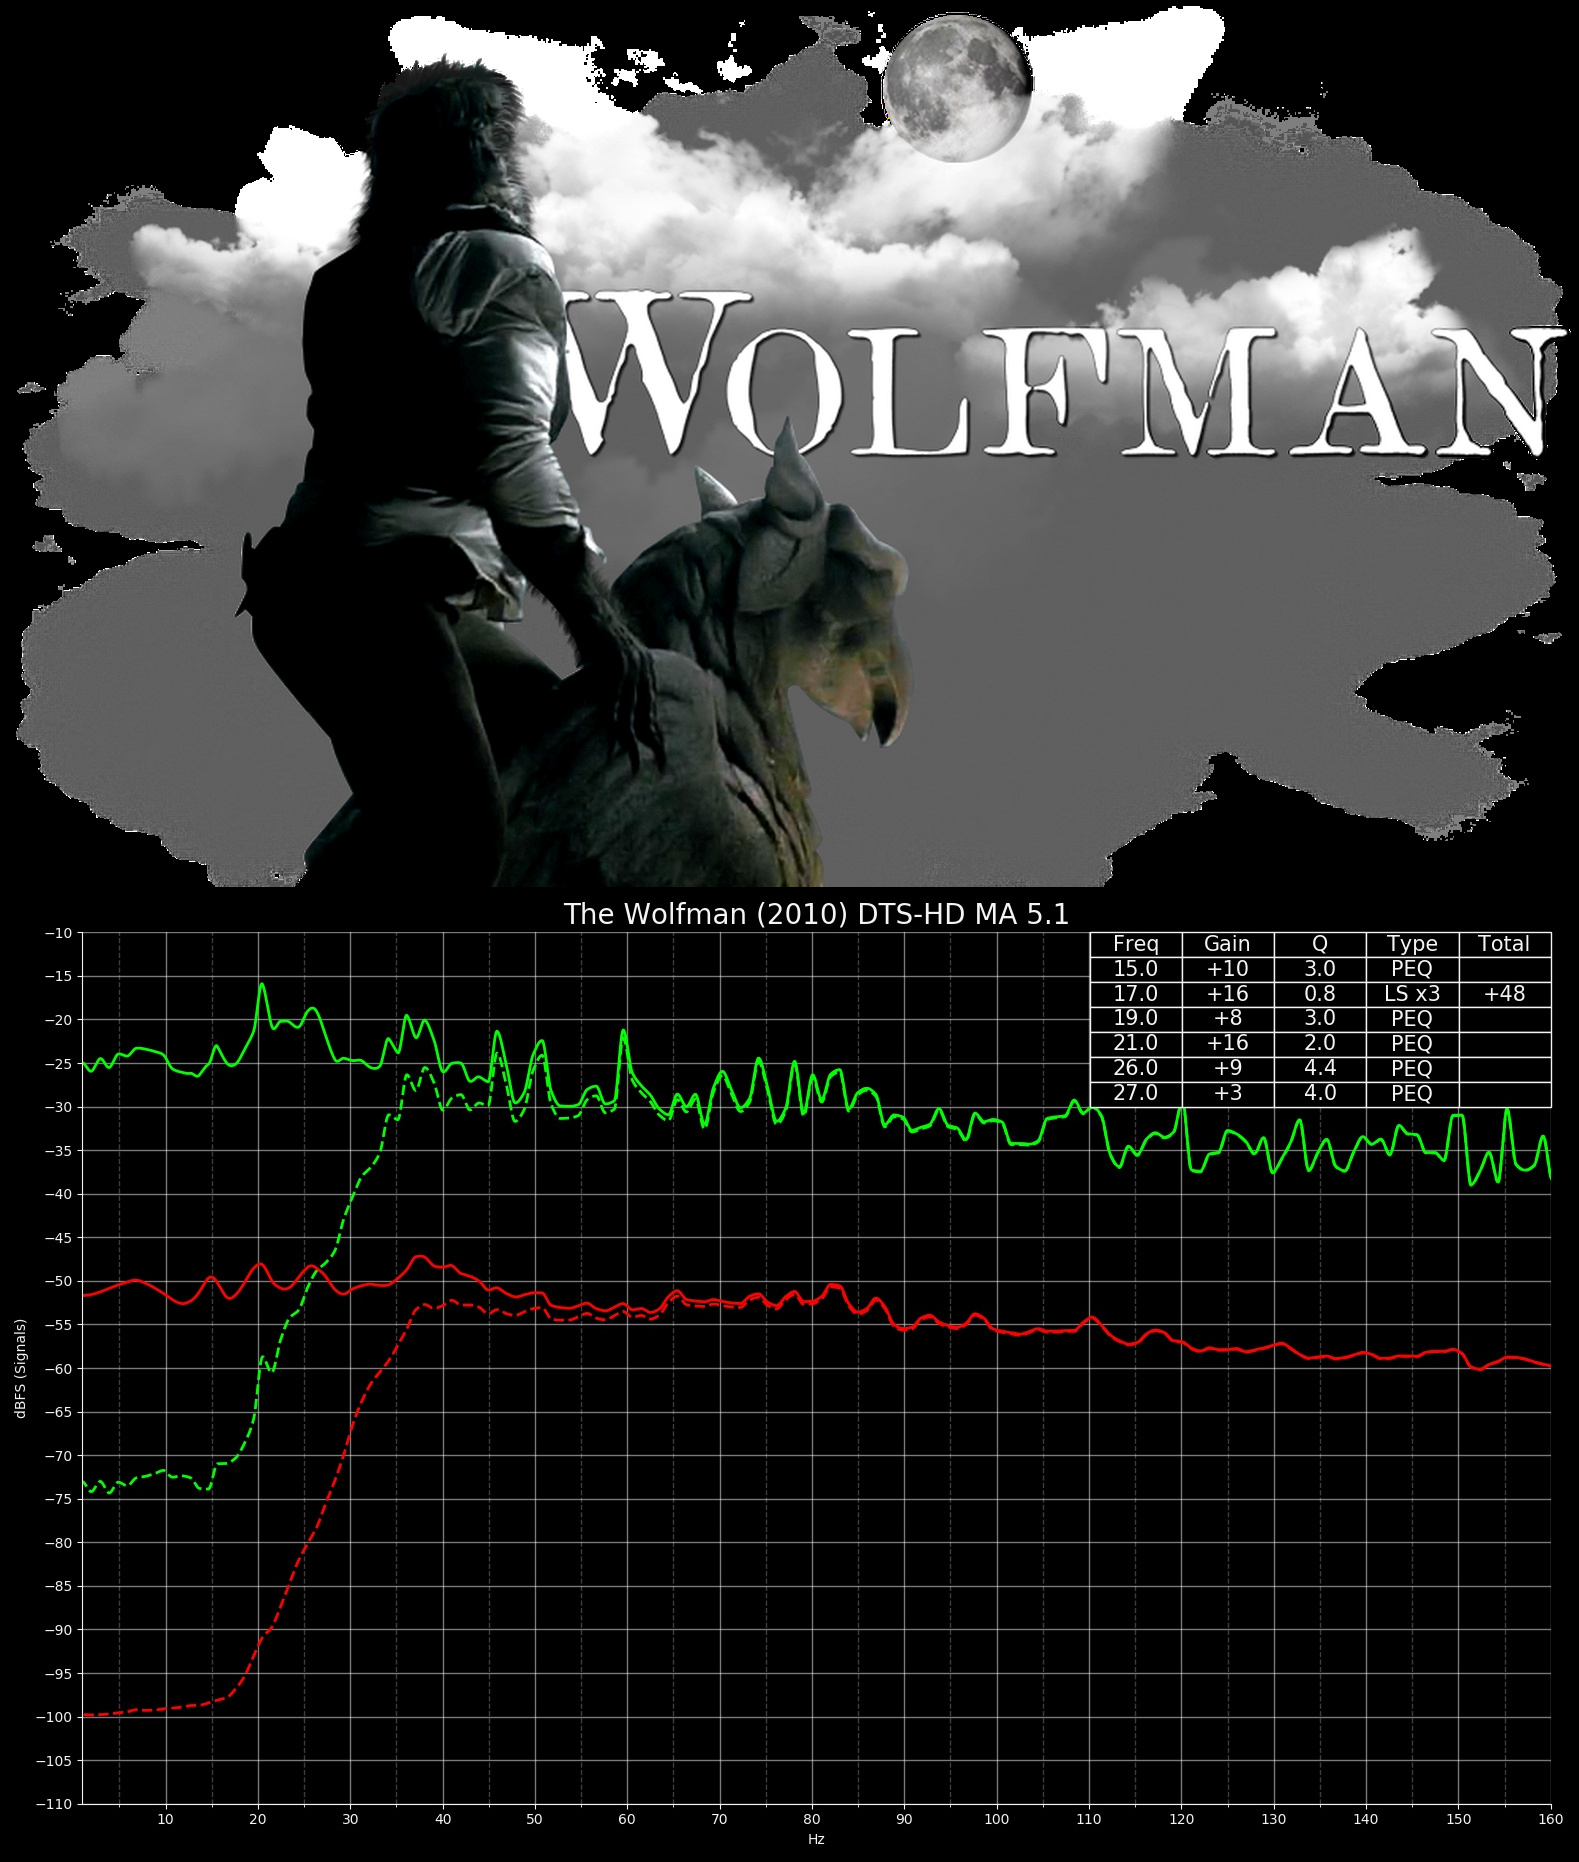 WOLFMAN
The Wolfman (2010) DTS-HD MA 5.1
Freq Gain Q Type Total
15.0 +10 3.0 PEQ
17.0 +16 0.8 LS x3 +48
19.0 +8 3.0 PEQ
21.0 +16 2.0 PEQ
26.0 +9 4.4 PEQ
27.0 +3 4.0 PEQ
−10
−15
−20
−25
−30
−35
−40
−45
−50
−55
−60
−65
−70
−75
−80
−85
−90
−95
−100
−105
−110
dBFS (Signals)
10 20 30 40 50 60 70 80 90 100 110 120 130 140 150 160
Hz